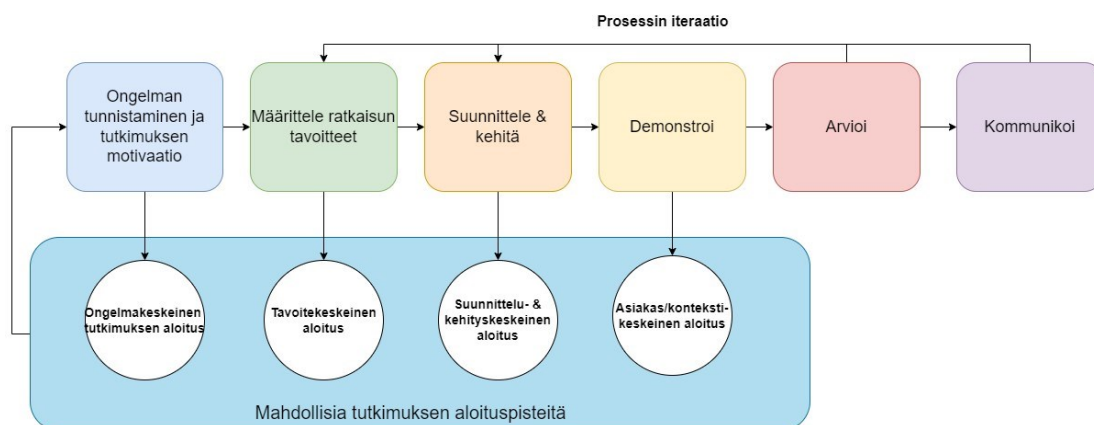 Prosessin iteraatio
Ongelman
tunnistaminen ja
tutkimuksen
motivaatio
Määrittele ratkaisun
tavoitteet
Suunnittele &
kehitä
Demonstroi
Arvioi
Kommunikoi
Ongelmakeskeinen
tutkimuksen aloitus
Tavoitekeskeinen
aloitus
Suunnittelu- &
kehityskeskeinen
aloitus
Asiakas/konteksti-
keskeinen aloitus
Mahdollisia tutkimuksen aloituspisteitä